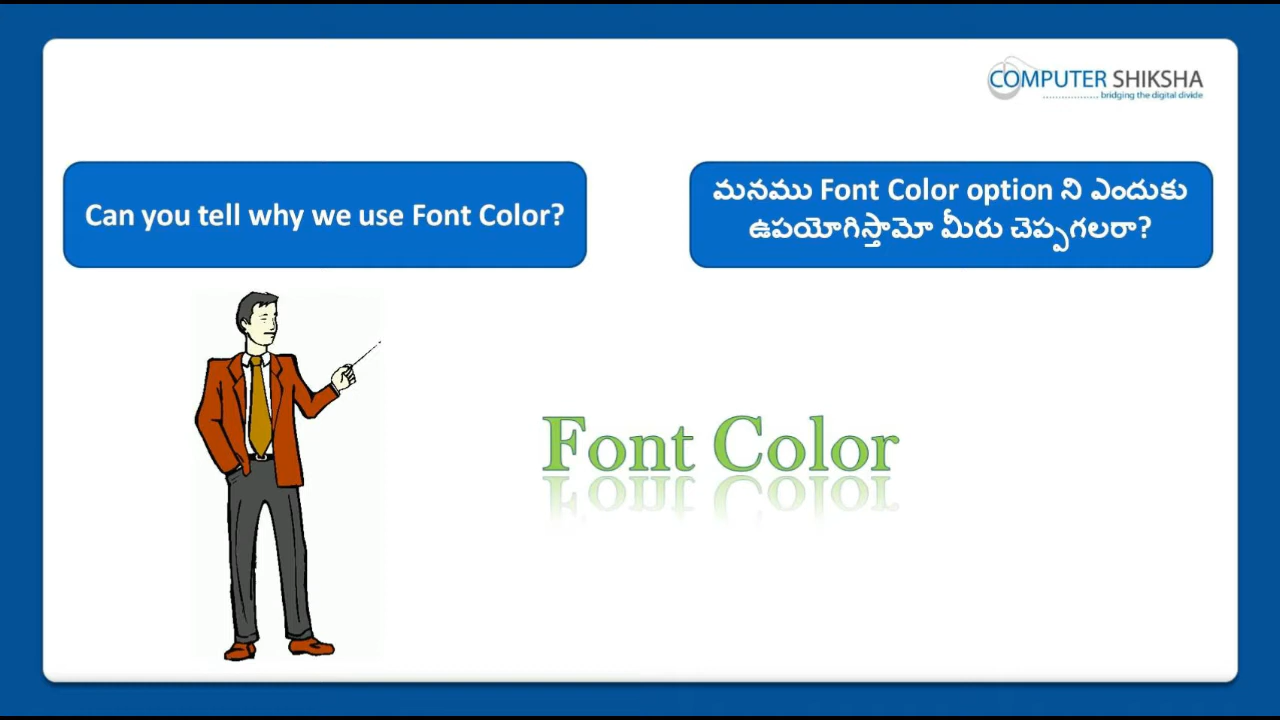 COMPUTER SHIKSHA
bridging the digital divide
Can you tell why we use Font Color?
మనము Font Color option ని ఎందుకు
ఉపయోగిస్తామో మీరు చెప్పగలరా?
Font Color